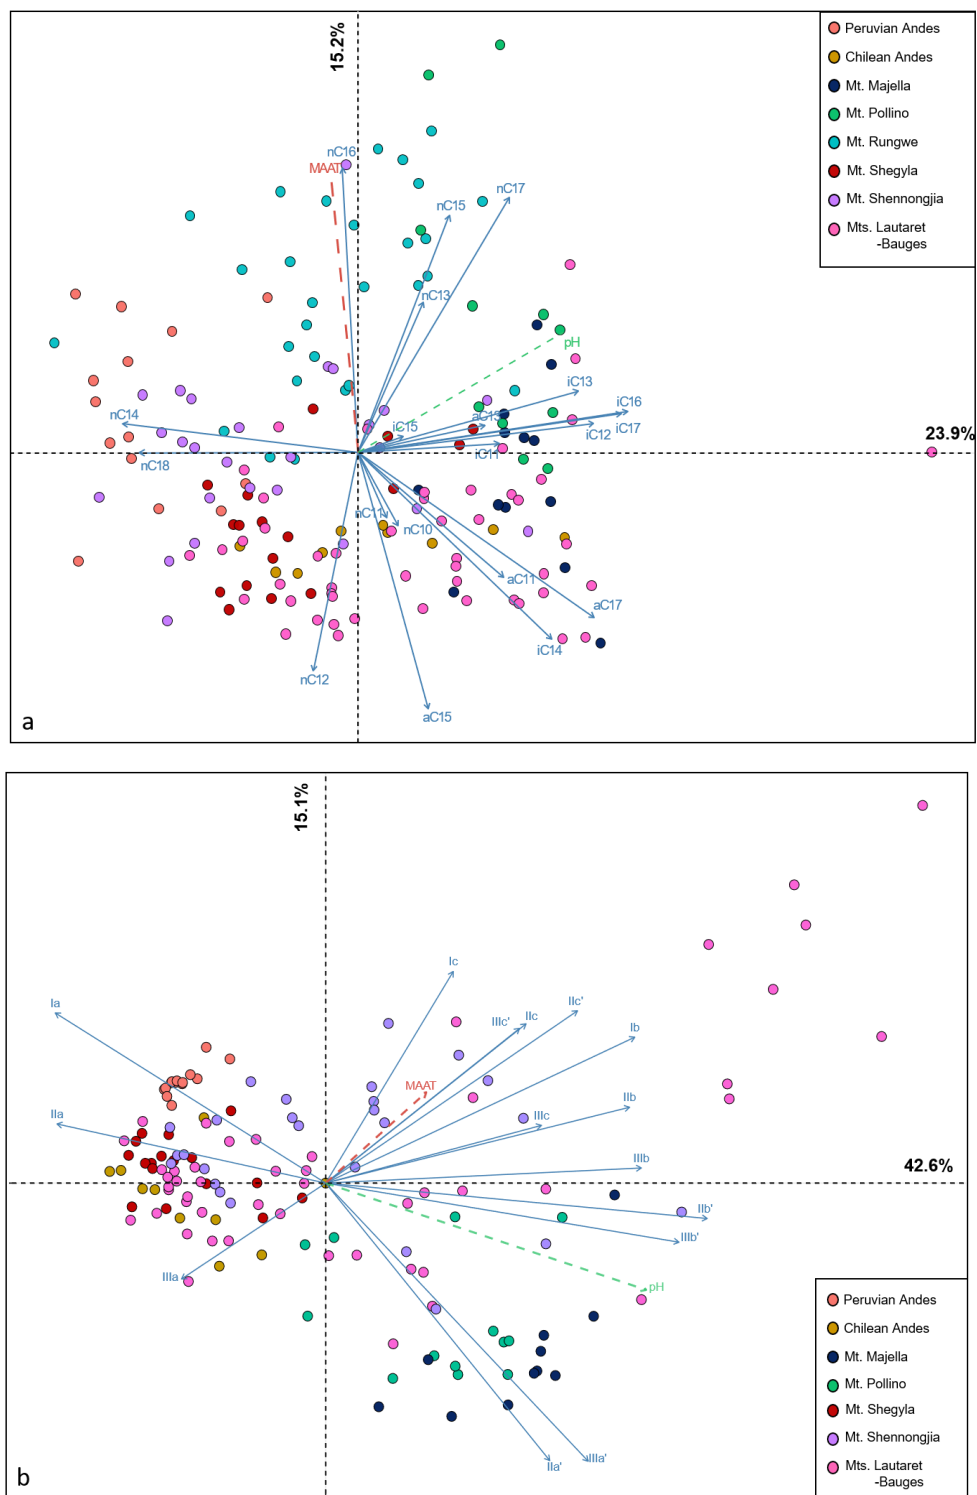 15.2%
Peruvian Andes
Chilean Andes
Mt. Majella
Mt. Pollino
Mt. Rungwe
Mt. Shegyla
Mt. Shennongjia
Mts. Lautaret
-Bauges
nC16
MAAT
nC17
nC15
nC13
pH
iC13
iC16
nC14
iC15
aC13
iC12
iC17
23.9%
iC11
nC18
nC11
nC10
aC11
aC17
iC14
nC12
aC15
a
15.1%
Ic
Ia
IIIc'
IIc
IIc'
Ib
MAAT
IIa
IIIc
IIb
IIIb
42.6%
IIb'
IIIb'
IIIa
pH
Peruvian Andes
Chilean Andes
Mt. Majella
Mt. Pollino
Mt. Shegyla
Mt. Shennongjia
Mts. Lautaret
-Bauges
IIa'
IIIa'
b